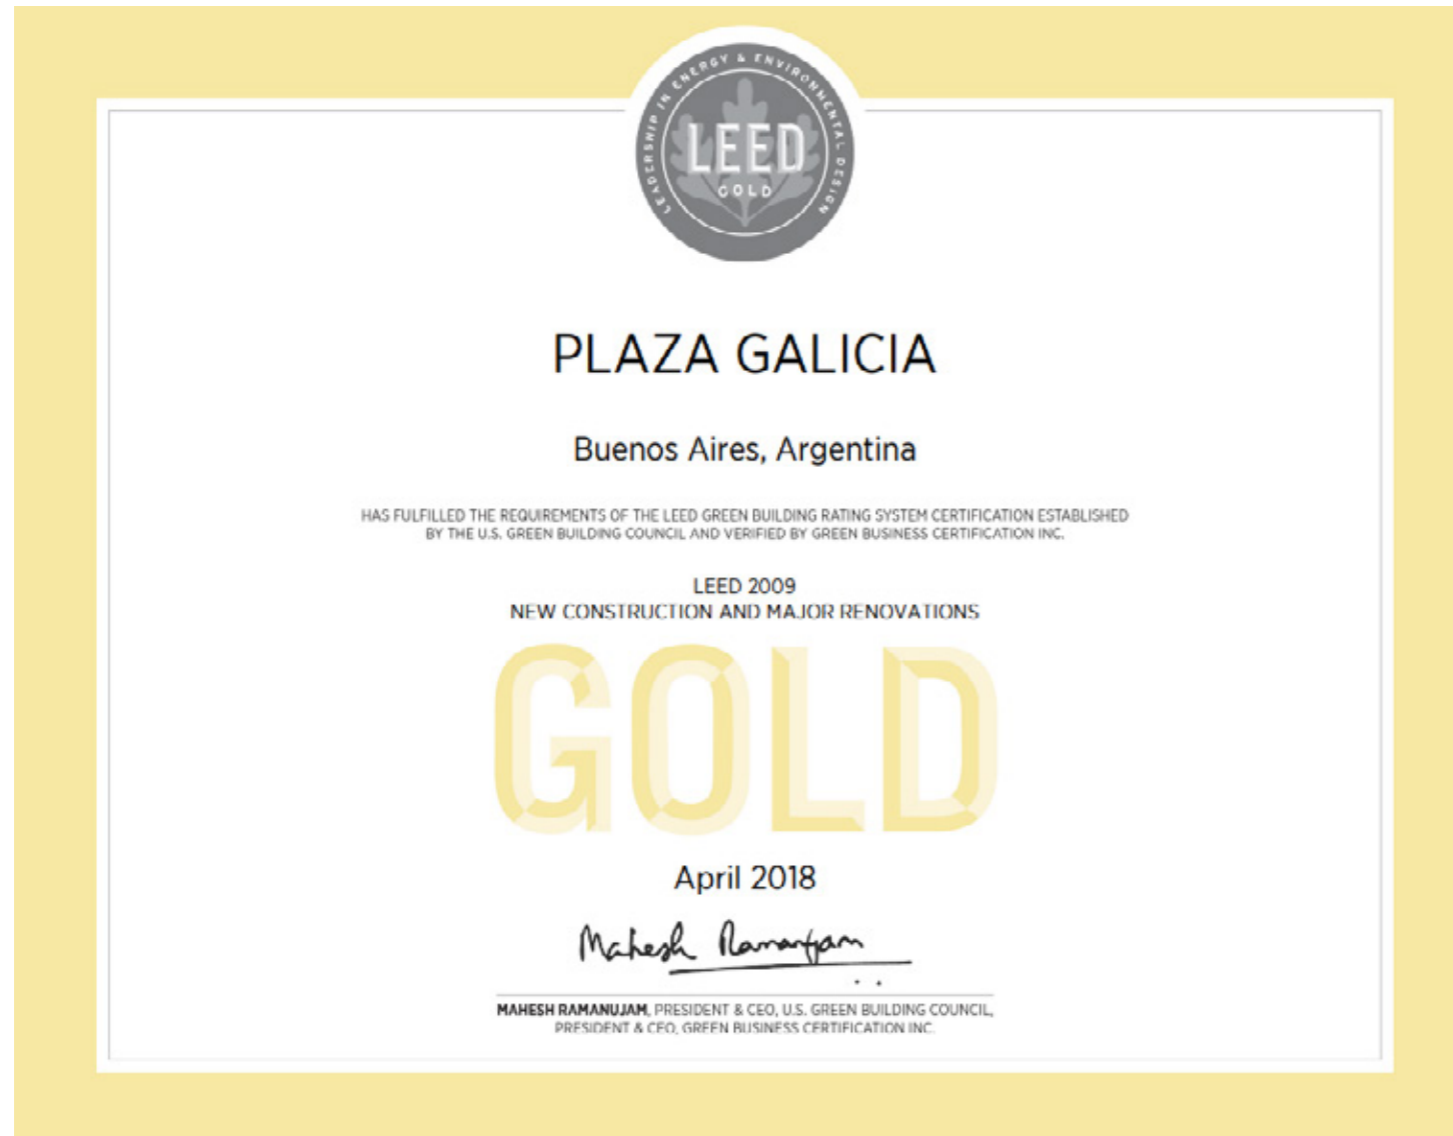 LEADERSHIP IN ENERGY & ENVIRONMENTAL DESIGN
LEED
GOLD
PLAZA GALICIA
Buenos Aires, Argentina
HAS FULFILLED THE REQUIREMENTS OF THE LEED GREEN BUILDING RATING SYSTEM CERTIFICATION ESTABLISHED
BY THE U.S. GREEN BUILDING COUNCIL AND VERIFIED BY GREEN BUSINESS CERTIFICATION INC.
LEED 2009
NEW CONSTRUCTION AND MAJOR RENOVATIONS
GOLD
April 2018
Mahesh Ramanujam
MAHESH RAMANUJAM, PRESIDENT & CEO, U.S. GREEN BUILDING COUNCIL,
PRESIDENT & CEO, GREEN BUSINESS CERTIFICATION INC.